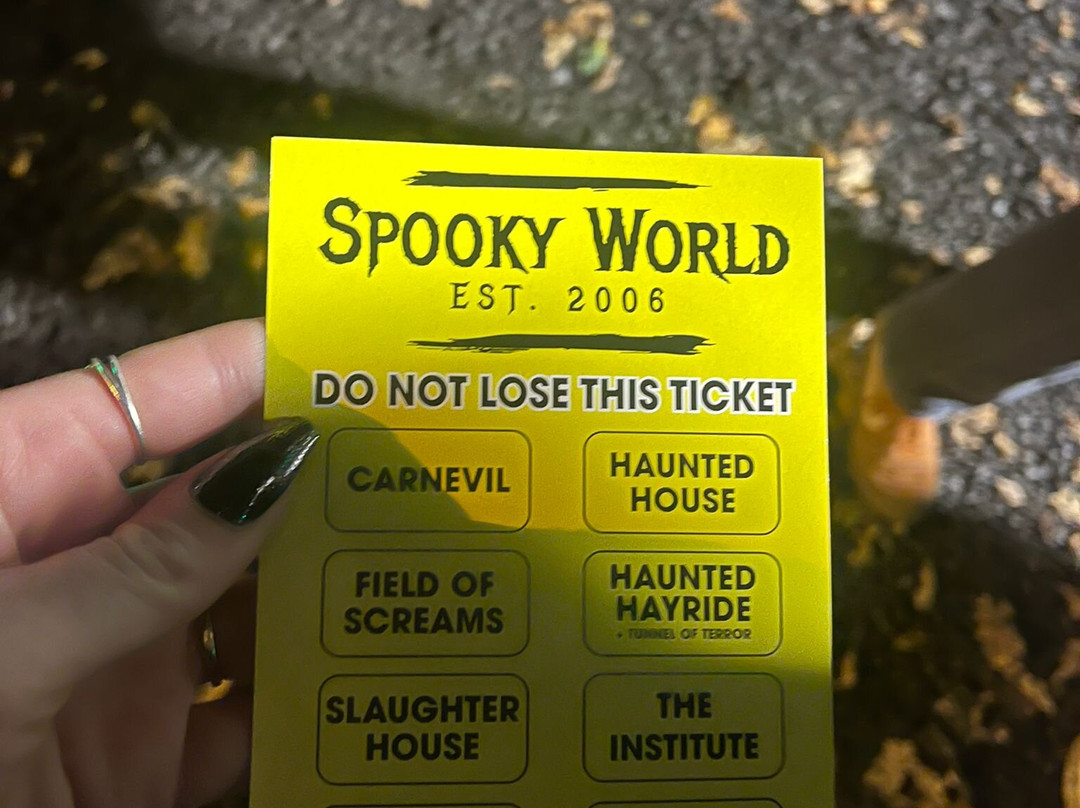 SPOOKY WORLD
EST. 2006
DO NOT LOSE THIS TICKET
CARNEVIL
HAUNTED
HOUSE
FIELD OF
SCREAMS
HAUNTED
HAYRIDE
+ TUNNEL OF TERROR
SLAUGHTER
HOUSE
THE
INSTITUTE